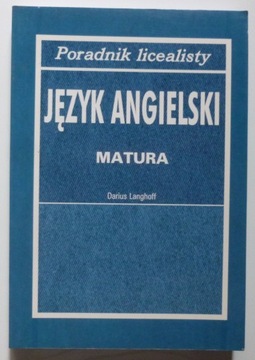 Poradnik licealisty
JĘZYK ANGIELSKI
MATURA
Darius Langhoff